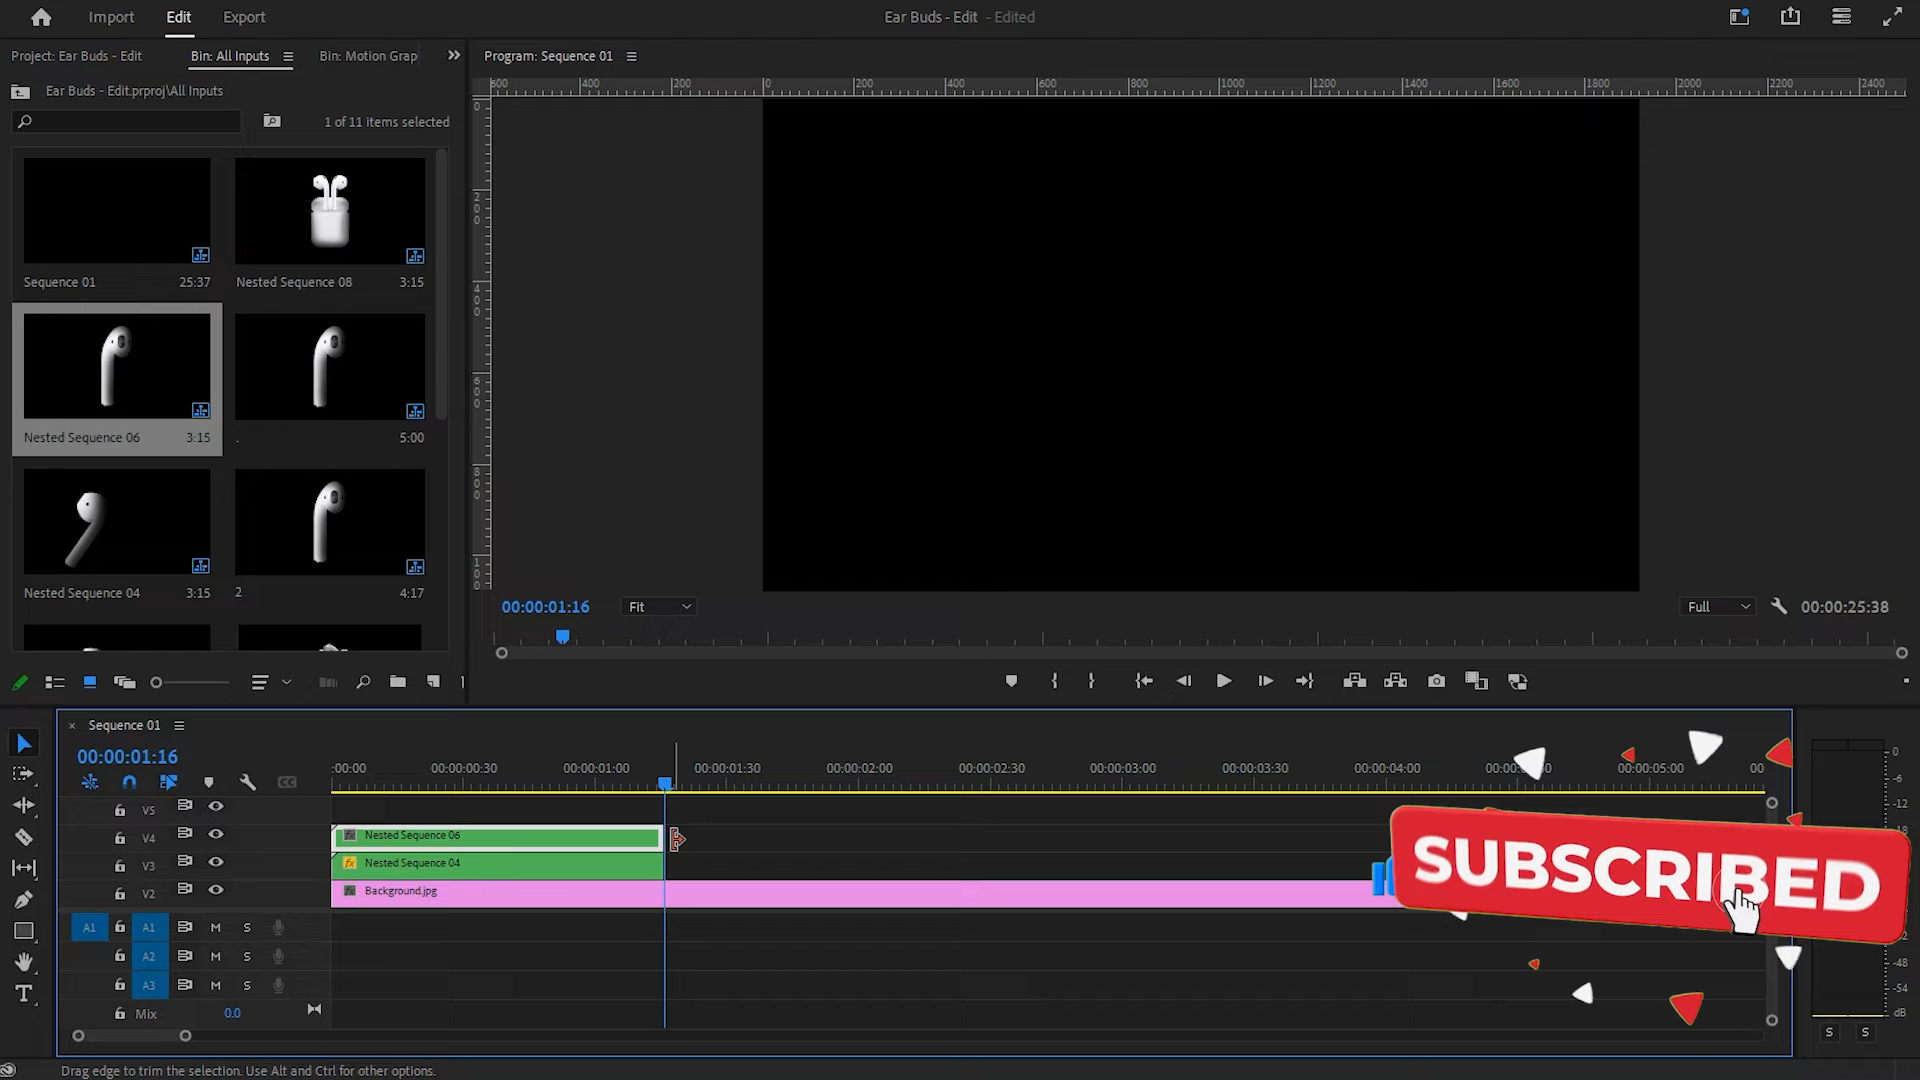 Import Edit Export
Ear Buds - Edit - Edited
Project: Ear Buds - Edit Bin: All Inputs Bin: Motion Grap
Program: Sequence 01
Ear Buds - Edit.prproj\All Inputs
1 of 11 items selected
600 400 200 0 200 400 600 800 1000 1200 1400 1600 1800 2000 2200 2400
0
200
400
600
800
Sequence 01 25:37
Nested Sequence 08 3:15
Nested Sequence 06 3:15
. 5:00
Nested Sequence 04 3:15
2 4:17
00:00:01:16 Fit Full 00:00:25:38
× Sequence 01
00:00:01:16
:00:00 00:00:00:30 00:00:01:00 00:00:01:30 00:00:02:00 00:00:02:30 00:00:03:00 00:00:03:30 00:00:04:00 00:00:05:00 00
CC
V5
V4 Nested Sequence 06
V3 fx Nested Sequence 04
V2 Background.jpg
A1 A1 M S
A2 M S
A3 M S
Mix 0.0
SUBSCRIBED
0
-6
-12
-48
-54
dB
S S
Drag edge to trim the selection. Use Alt and Ctrl for other options.